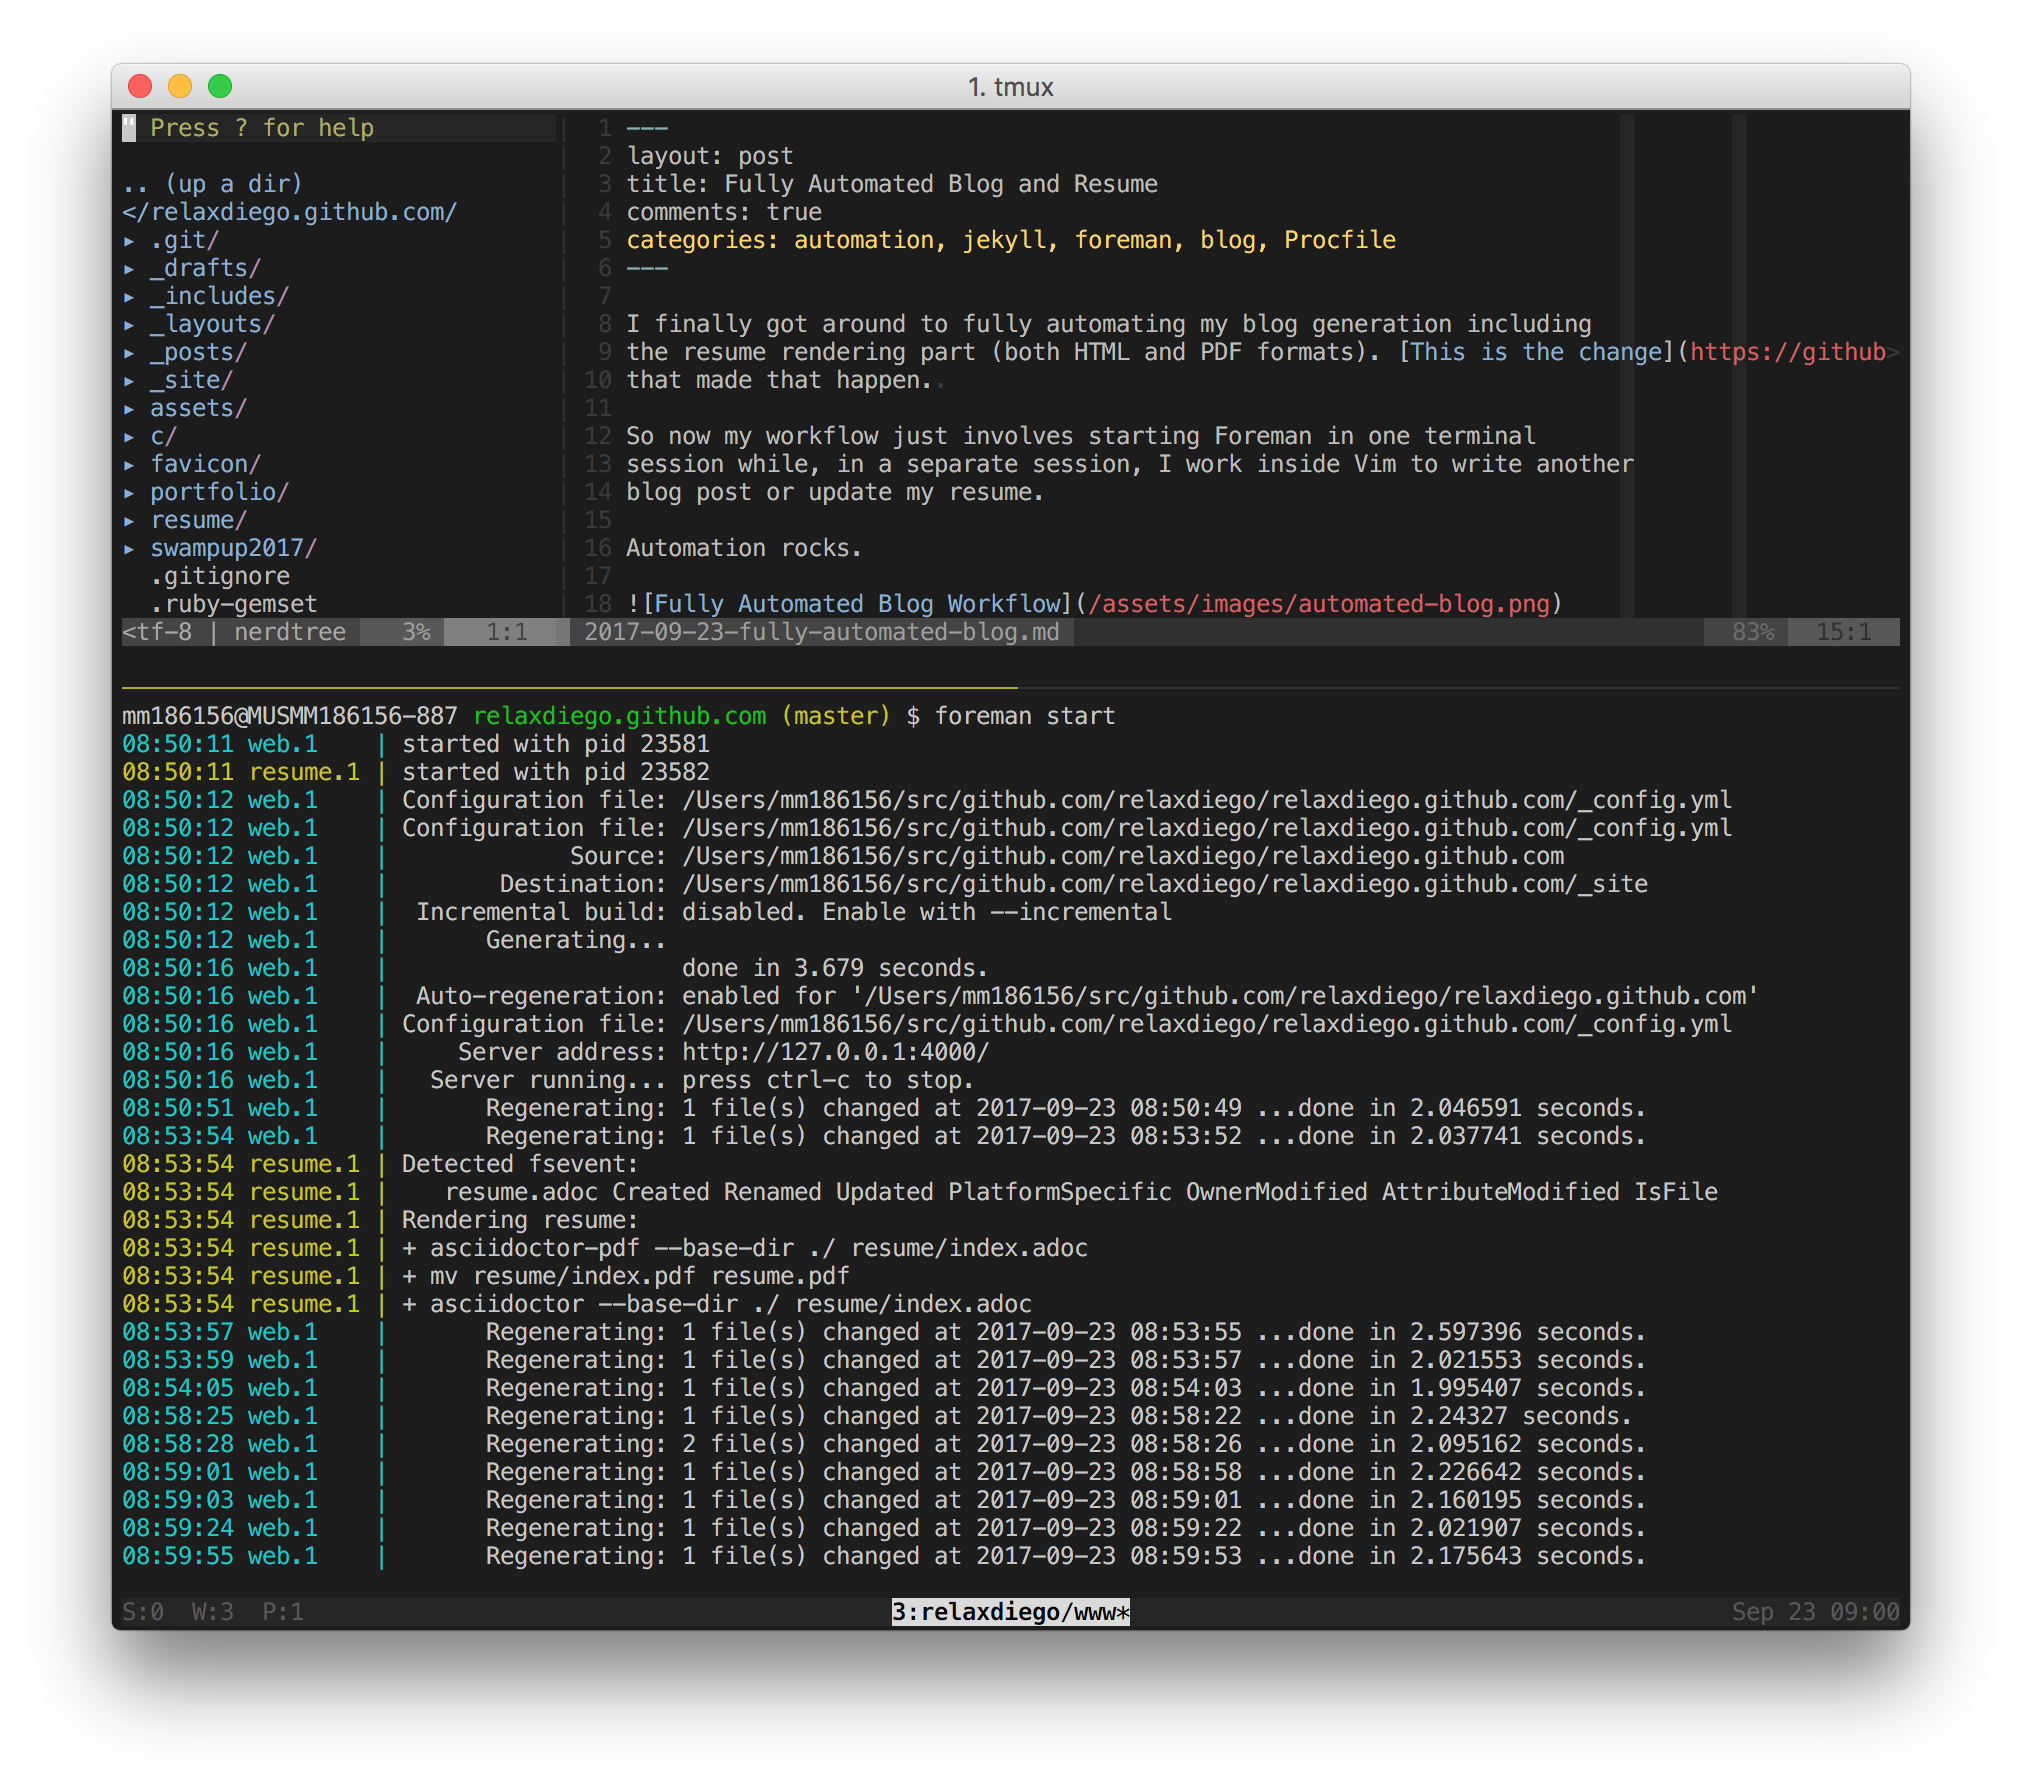 1. tmux
" Press ? for help
.. (up a dir)
</relaxdiego.github.com/
▸ .git/
▸ _drafts/
▸ _includes/
▸ _layouts/
▸ _posts/
▸ _site/
▸ assets/
▸ c/
▸ favicon/
▸ portfolio/
▸ resume/
▸ swampup2017/
.gitignore
.ruby-gemset
<tf-8 | nerdtree 3% 1:1
1 ---
2 layout: post
3 title: Fully Automated Blog and Resume
4 comments: true
5 categories: automation, jekyll, foreman, blog, Procfile
6 ---
7
8 I finally got around to fully automating my blog generation including
9 the resume rendering part (both HTML and PDF formats). [This is the change](https://github>
10 that made that happen..
11
12 So now my workflow just involves starting Foreman in one terminal
13 session while, in a separate session, I work inside Vim to write another
14 blog post or update my resume.
15
16 Automation rocks.
17
18 ![Fully Automated Blog Workflow](/assets/images/automated-blog.png)
2017-09-23-fully-automated-blog.md 83% 15:1
mm186156@MUSMM186156-887 relaxdiego.github.com (master) $ foreman start
08:50:11 web.1 | started with pid 23581
08:50:11 resume.1 | started with pid 23582
08:50:12 web.1 | Configuration file: /Users/mm186156/src/github.com/relaxdiego/relaxdiego.github.com/_config.yml
08:50:12 web.1 | Configuration file: /Users/mm186156/src/github.com/relaxdiego/relaxdiego.github.com/_config.yml
08:50:12 web.1 | Source: /Users/mm186156/src/github.com/relaxdiego/relaxdiego.github.com
08:50:12 web.1 | Destination: /Users/mm186156/src/github.com/relaxdiego/relaxdiego.github.com/_site
08:50:12 web.1 | Incremental build: disabled. Enable with --incremental
08:50:12 web.1 | Generating...
08:50:16 web.1 | done in 3.679 seconds.
08:50:16 web.1 | Auto-regeneration: enabled for '/Users/mm186156/src/github.com/relaxdiego/relaxdiego.github.com'
08:50:16 web.1 | Configuration file: /Users/mm186156/src/github.com/relaxdiego/relaxdiego.github.com/_config.yml
08:50:16 web.1 | Server address: http://127.0.0.1:4000/
08:50:16 web.1 | Server running... press ctrl-c to stop.
08:50:51 web.1 | Regenerating: 1 file(s) changed at 2017-09-23 08:50:49 ...done in 2.046591 seconds.
08:53:54 web.1 | Regenerating: 1 file(s) changed at 2017-09-23 08:53:52 ...done in 2.037741 seconds.
08:53:54 resume.1 | Detected fsevent:
08:53:54 resume.1 | resume.adoc Created Renamed Updated PlatformSpecific OwnerModified AttributeModified IsFile
08:53:54 resume.1 | Rendering resume:
08:53:54 resume.1 | + asciidoctor-pdf --base-dir ./ resume/index.adoc
08:53:54 resume.1 | + mv resume/index.pdf resume.pdf
08:53:54 resume.1 | + asciidoctor --base-dir ./ resume/index.adoc
08:53:57 web.1 | Regenerating: 1 file(s) changed at 2017-09-23 08:53:55 ...done in 2.597396 seconds.
08:53:59 web.1 | Regenerating: 1 file(s) changed at 2017-09-23 08:53:57 ...done in 2.021553 seconds.
08:54:05 web.1 | Regenerating: 1 file(s) changed at 2017-09-23 08:54:03 ...done in 1.995407 seconds.
08:58:25 web.1 | Regenerating: 1 file(s) changed at 2017-09-23 08:58:22 ...done in 2.24327 seconds.
08:58:28 web.1 | Regenerating: 2 file(s) changed at 2017-09-23 08:58:26 ...done in 2.095162 seconds.
08:59:01 web.1 | Regenerating: 1 file(s) changed at 2017-09-23 08:58:58 ...done in 2.226642 seconds.
08:59:03 web.1 | Regenerating: 1 file(s) changed at 2017-09-23 08:59:01 ...done in 2.160195 seconds.
08:59:24 web.1 | Regenerating: 1 file(s) changed at 2017-09-23 08:59:22 ...done in 2.021907 seconds.
08:59:55 web.1 | Regenerating: 1 file(s) changed at 2017-09-23 08:59:53 ...done in 2.175643 seconds.
S:0 W:3 P:1 3:relaxdiego/www* Sep 23 09:00